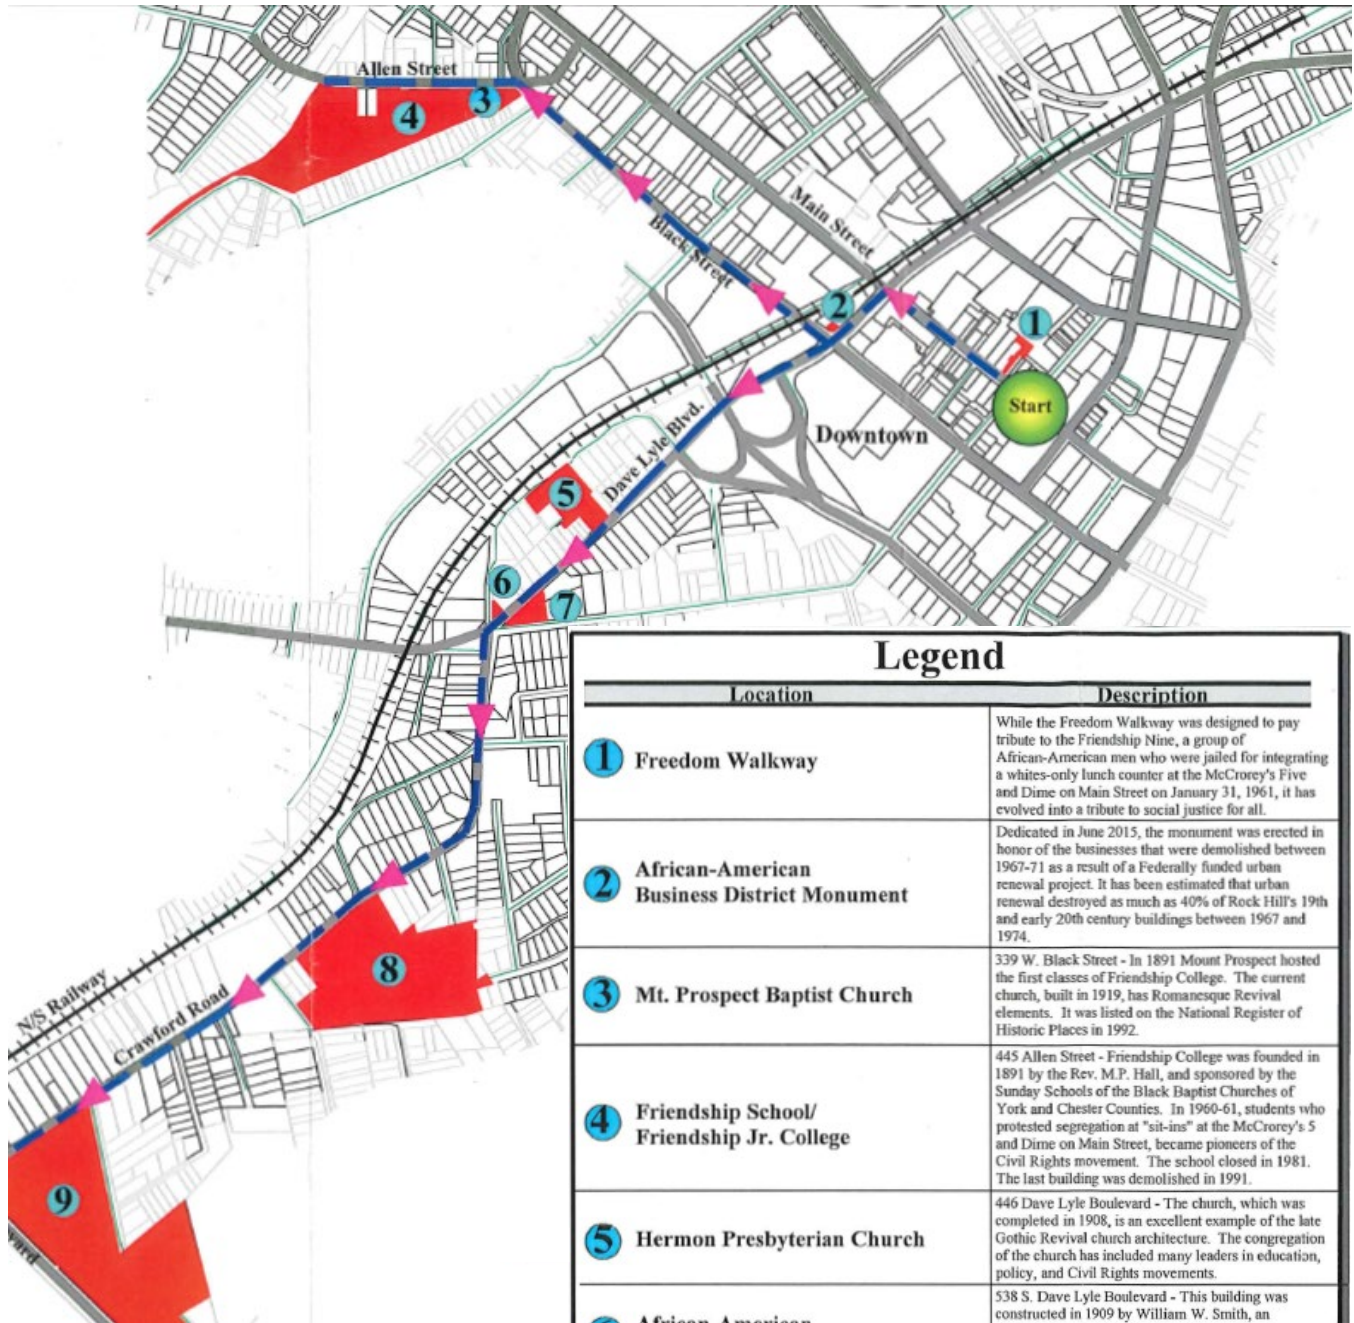 Allen Street
3
4
Main Street
Black Street
2
1
Start
Downtown
Dave Lyle Blvd.
5
6
7
8
N/S Railway
Crawford Road
9
Legend
Location Description
1 Freedom Walkway
While the Freedom Walkway was designed to pay
tribute to the Friendship Nine, a group of
African-American men who were jailed for integrating
a whites-only lunch counter at the McCrorey's Five
and Dime on Main Street on January 31, 1961, it has
evolved into a tribute to social justice for all.
2 African-American
Business District Monument
Dedicated in June 2015, the monument was erected in
honor of the businesses that were demolished between
1967-71 as a result of a Federally funded urban
renewal project. It has been estimated that urban
renewal destroyed as much as 40% of Rock Hill's 19th
and early 20th century buildings between 1967 and
1974.
3 Mt. Prospect Baptist Church
339 W. Black Street - In 1891 Mount Prospect hosted
the first classes of Friendship College. The current
church, built in 1919, has Romanesque Revival
elements. It was listed on the National Register of
Historic Places in 1992.
4 Friendship School/
Friendship Jr. College
445 Allen Street - Friendship College was founded in
1891 by the Rev. M.P. Hall, and sponsored by the
Sunday Schools of the Black Baptist Churches of
York and Chester Counties. In 1960-61, students who
protested segregation at "sit-ins" at the McCrorey's 5
and Dime on Main Street, became pioneers of the
Civil Rights movement. The school closed in 1981.
The last building was demolished in 1991.
5 Hermon Presbyterian Church
446 Dave Lyle Boulevard - The church, which was
completed in 1908, is an excellent example of the late
Gothic Revival church architecture. The congregation
of the church has included many leaders in education,
policy, and Civil Rights movements.
African-American
538 S. Dave Lyle Boulevard - This building was
constructed in 1909 by William W. Smith, an